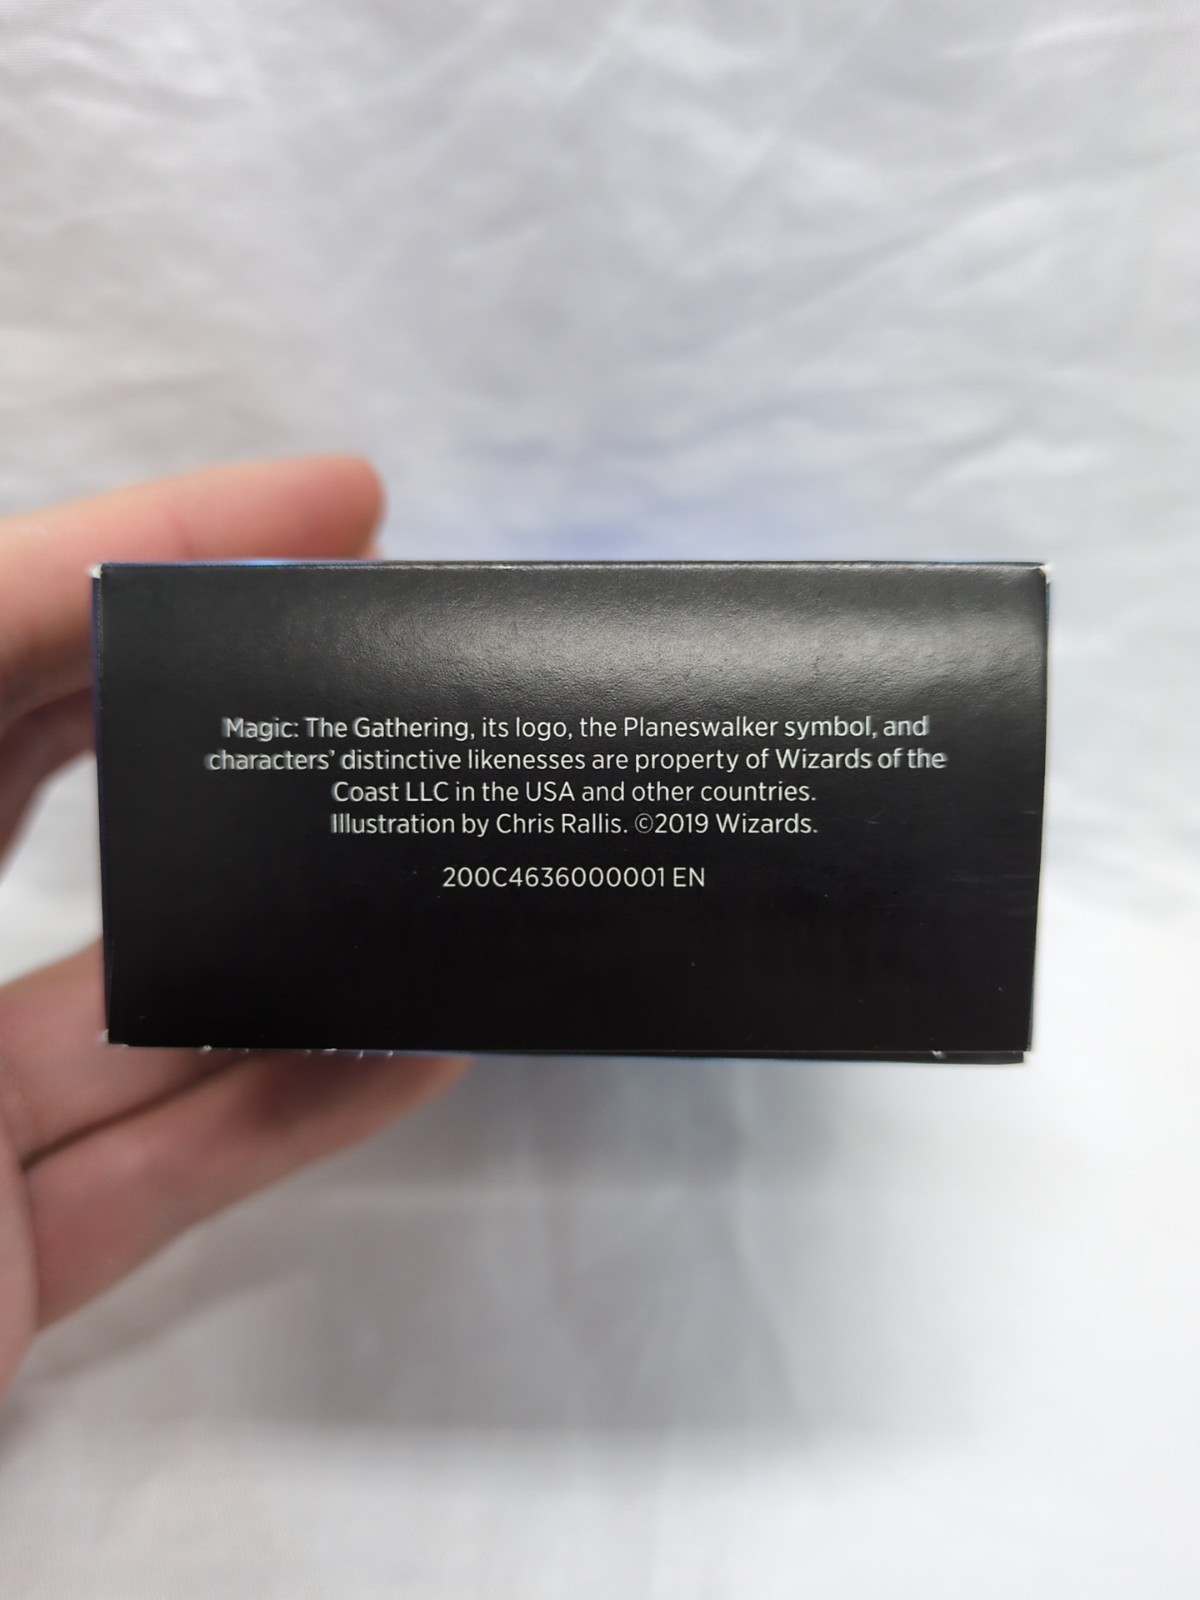 Magic: The Gathering, its logo, the Planeswalker symbol, and
characters’ distinctive likenesses are property of Wizards of the
Coast LLC in the USA and other countries.
Illustration by Chris Rallis. ©2019 Wizards.
200C4636000001 EN